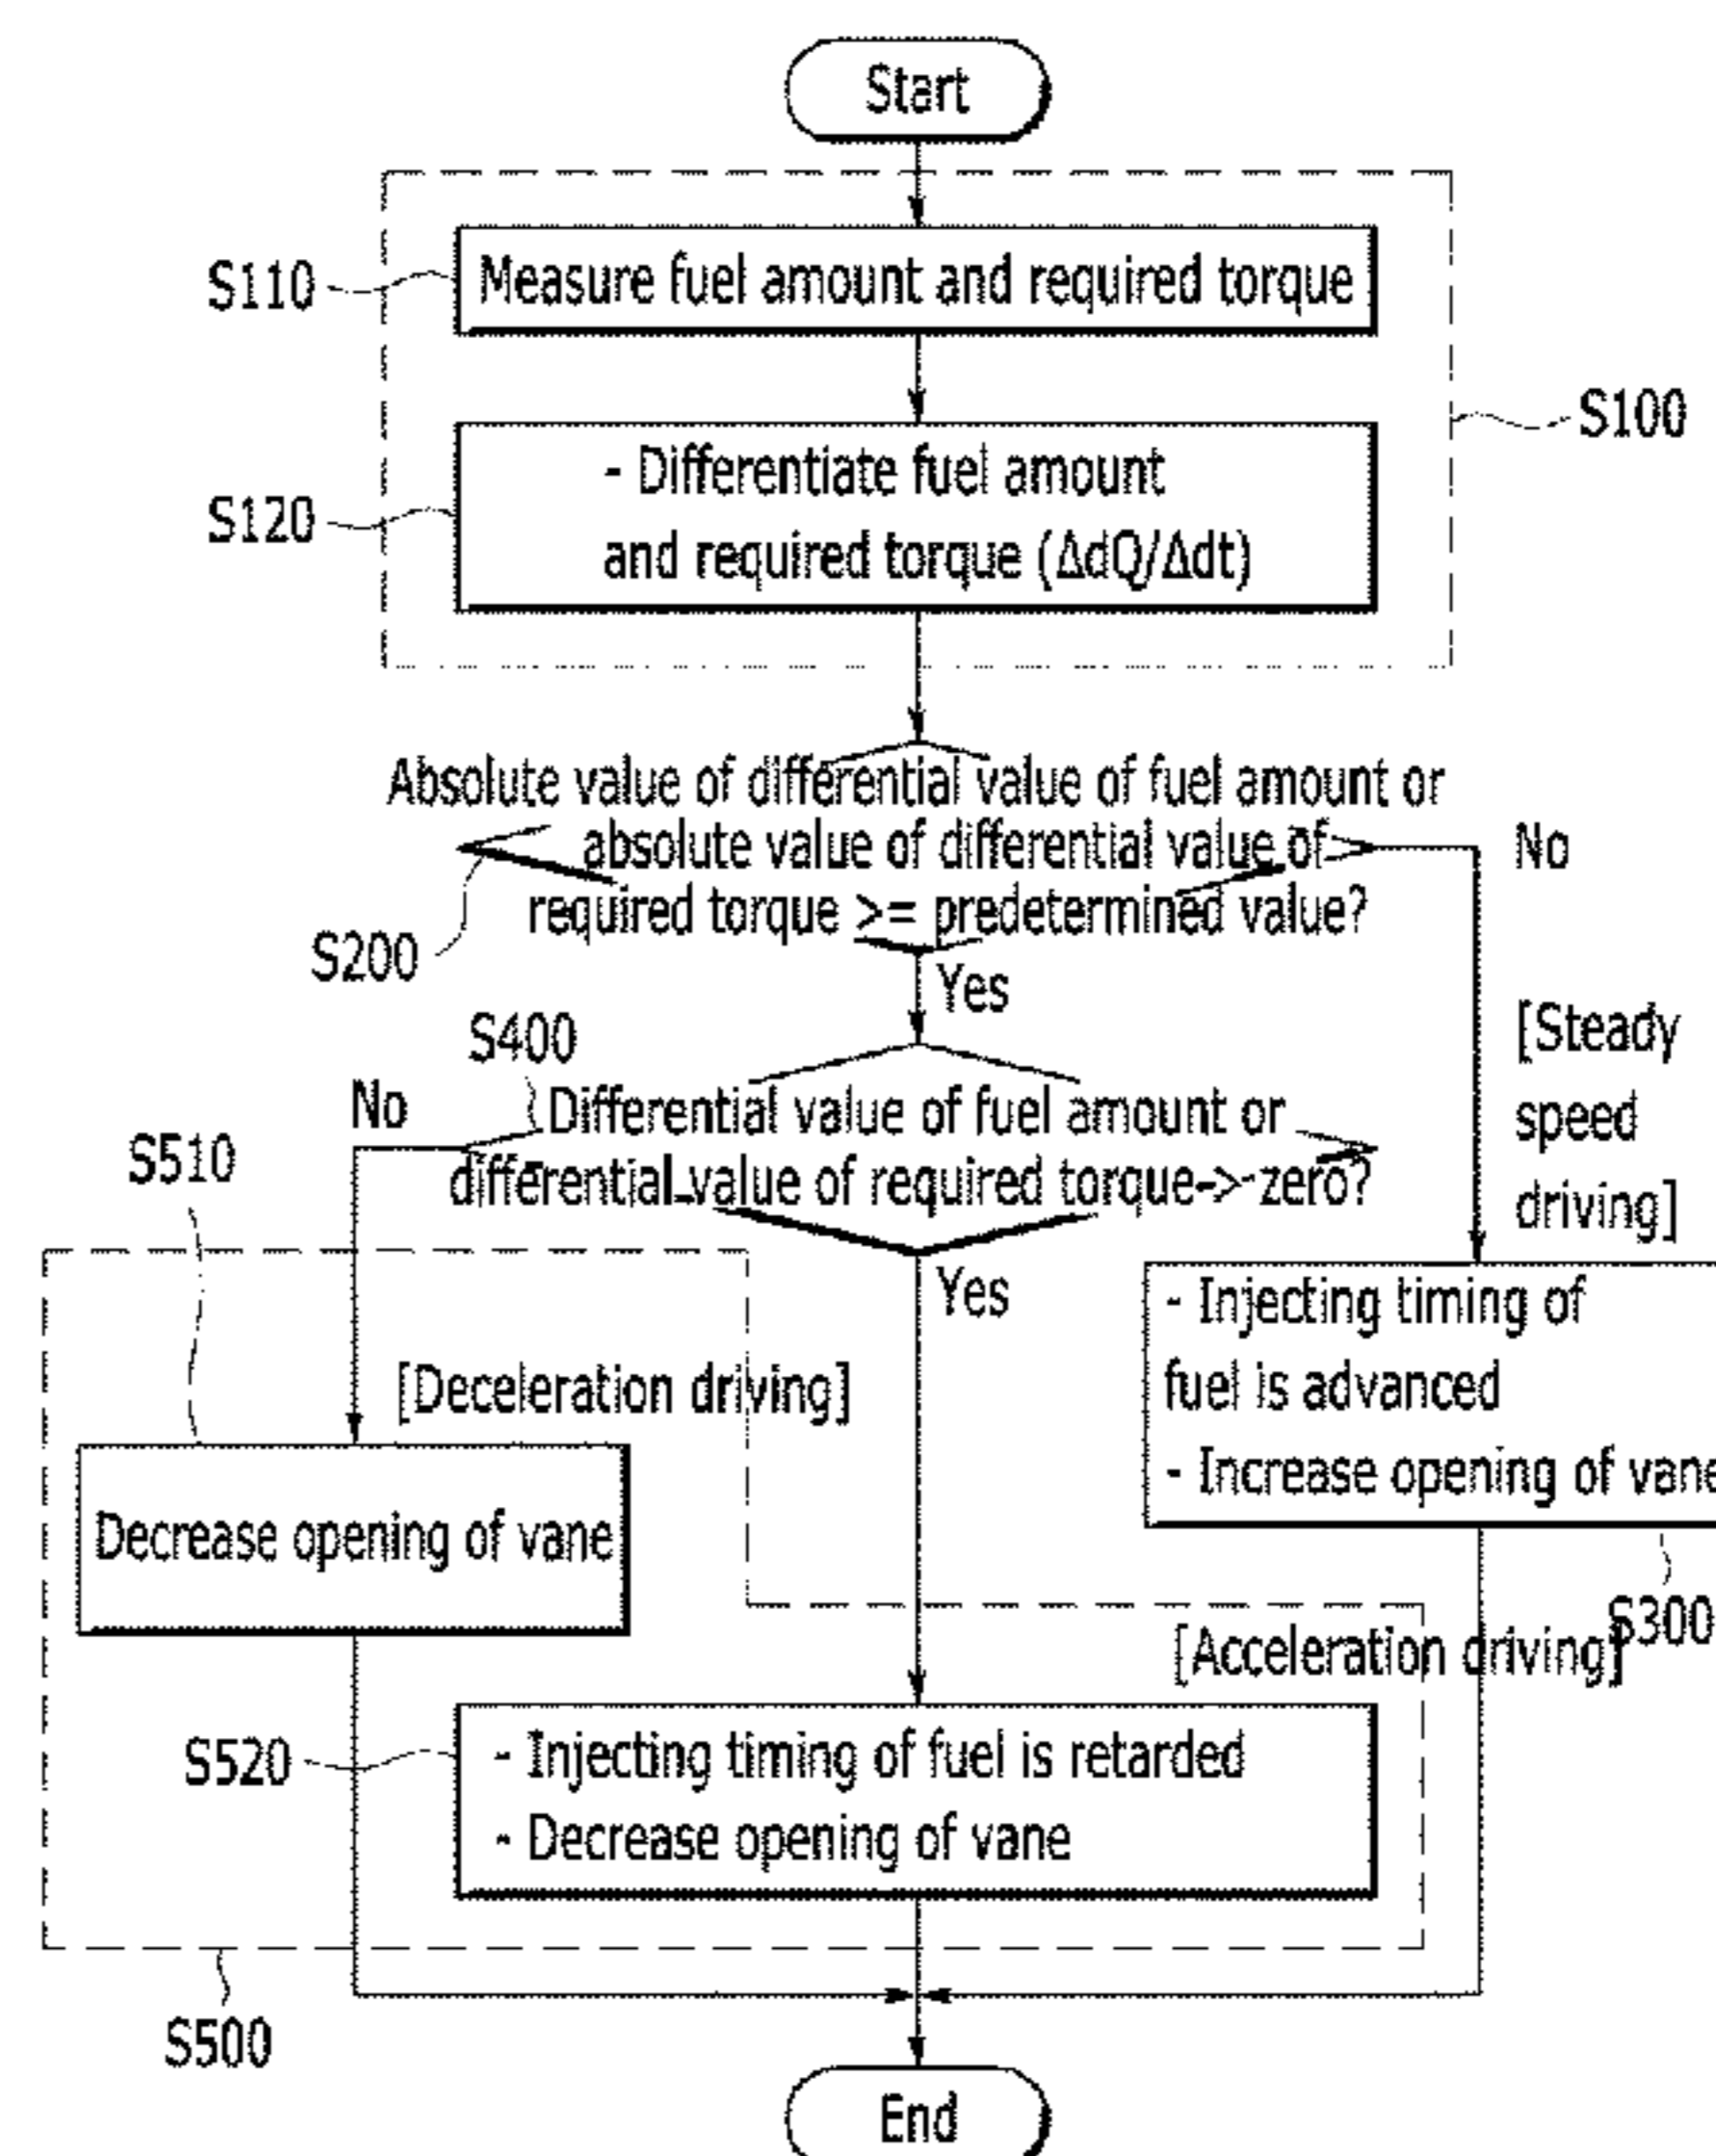 Start
S110
Measure fuel amount and required torque
S100
S120
- Differentiate fuel amount
and required torque (ΔdQ/Δdt)
Absolute value of differential value of fuel amount or
absolute value of differential value of
required torque >= predetermined value?
No
S200
Yes
[Steady
speed
driving]
S400
No
Differential value of fuel amount or
differential value of required torque > zero?
S510
Yes
- Injecting timing of
fuel is advanced
- Increase opening of vane
[Deceleration driving]
Decrease opening of vane
S300
[Acceleration driving]
S520
- Injecting timing of fuel is retarded
- Decrease opening of vane
S500
End